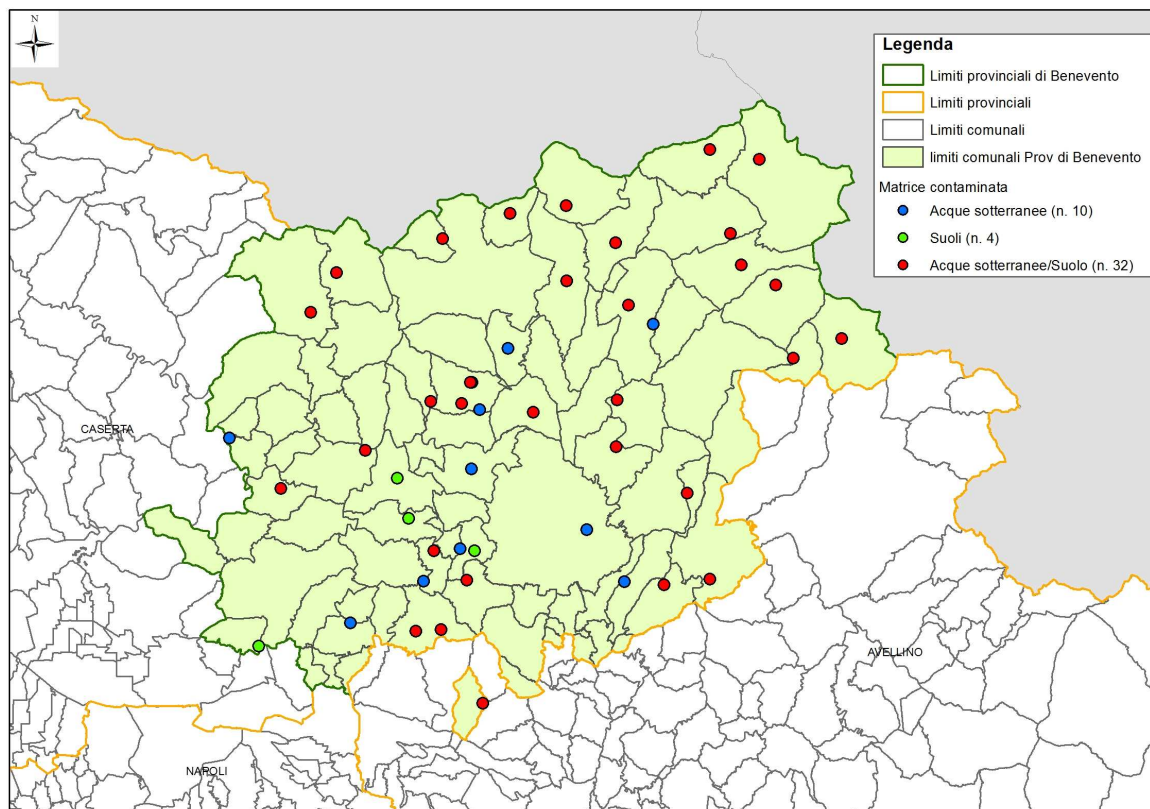 N
Legenda
Limiti provinciali di Benevento
Limiti provinciali
Limiti comunali
limiti comunali Prov di Benevento
Matrice contaminata
Acque sotterranee (n. 10)
Suoli (n. 4)
Acque sotterranee/Suolo (n. 32)
CASERTA
AVELLINO
NAPOLI